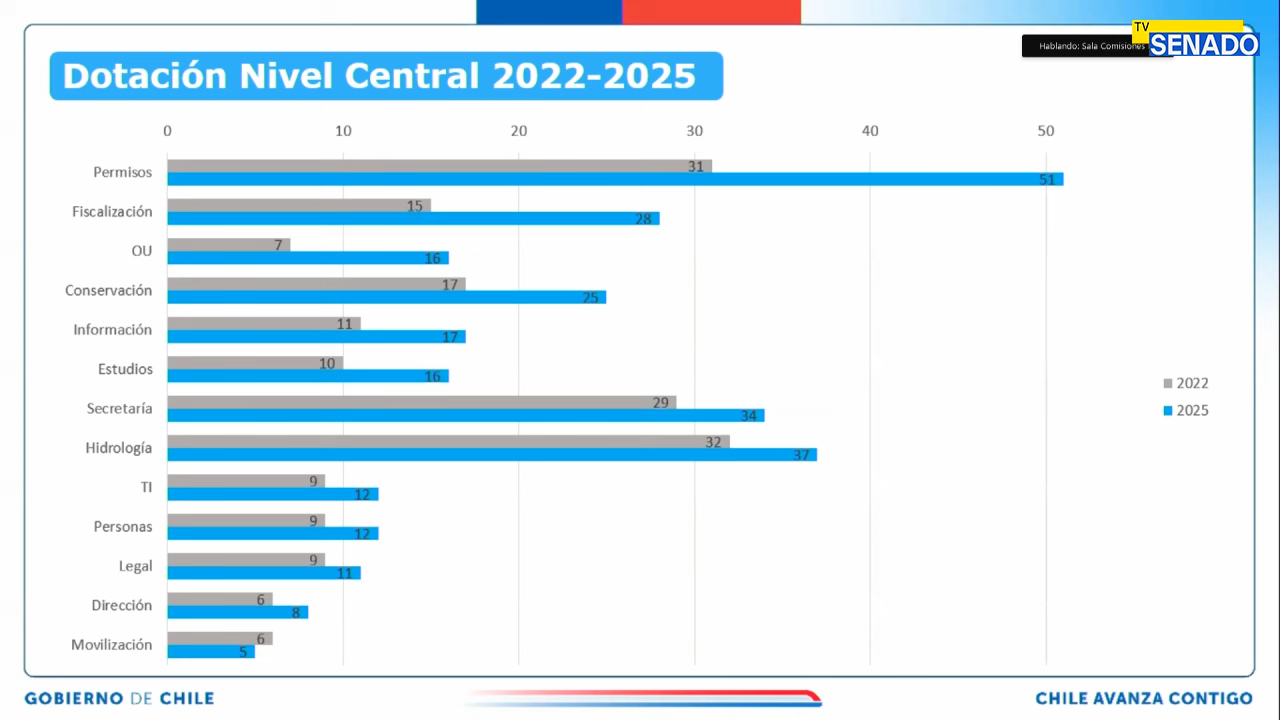 TV
SENADO
Hablando: Sala Comisiones
Dotación Nivel Central 2022-2025
0 10 20 30 40 50
Permisos 31 51
Fiscalización 15 28
OU 7 16
Conservación 17 25
Información 11 17
Estudios 10 16
Secretaría 29 34
Hidrología 32 37
TI 9 12
Personas 9 12
Legal 9 11
Dirección 6 8
Movilización 6 5
2022
2025
GOBIERNO DE CHILE
CHILE AVANZA CONTIGO